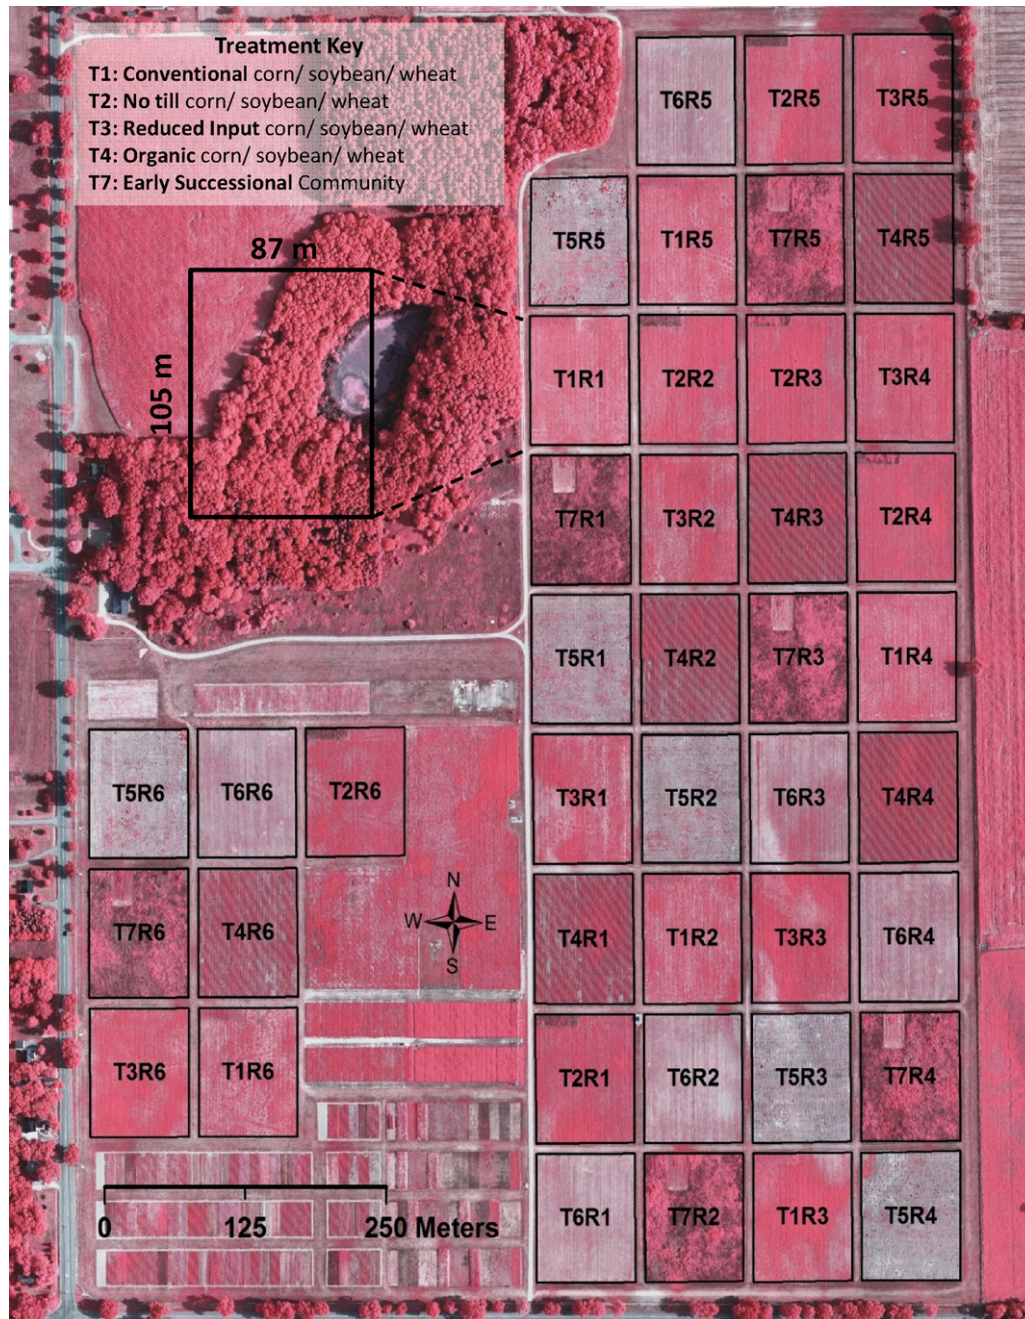 Treatment Key
T1: Conventional corn/ soybean/ wheat
T2: No till corn/ soybean/ wheat
T3: Reduced Input corn/ soybean/ wheat
T4: Organic corn/ soybean/ wheat
T7: Early Successional Community
87 m
105 m
T6R5 T2R5 T3R5
T5R5 T1R5 T7R5 T4R5
T1R1 T2R2 T2R3 T3R4
T7R1 T3R2 T4R3 T2R4
T5R1 T4R2 T7R3 T1R4
T5R6 T6R6 T2R6 T3R1 T5R2 T6R3 T4R4
N
W E
S
T7R6 T4R6 T4R1 T1R2 T3R3 T6R4
T3R6 T1R6 T2R1 T6R2 T5R3 T7R4
T6R1 T7R2 T1R3 T5R4
0 125 250 Meters